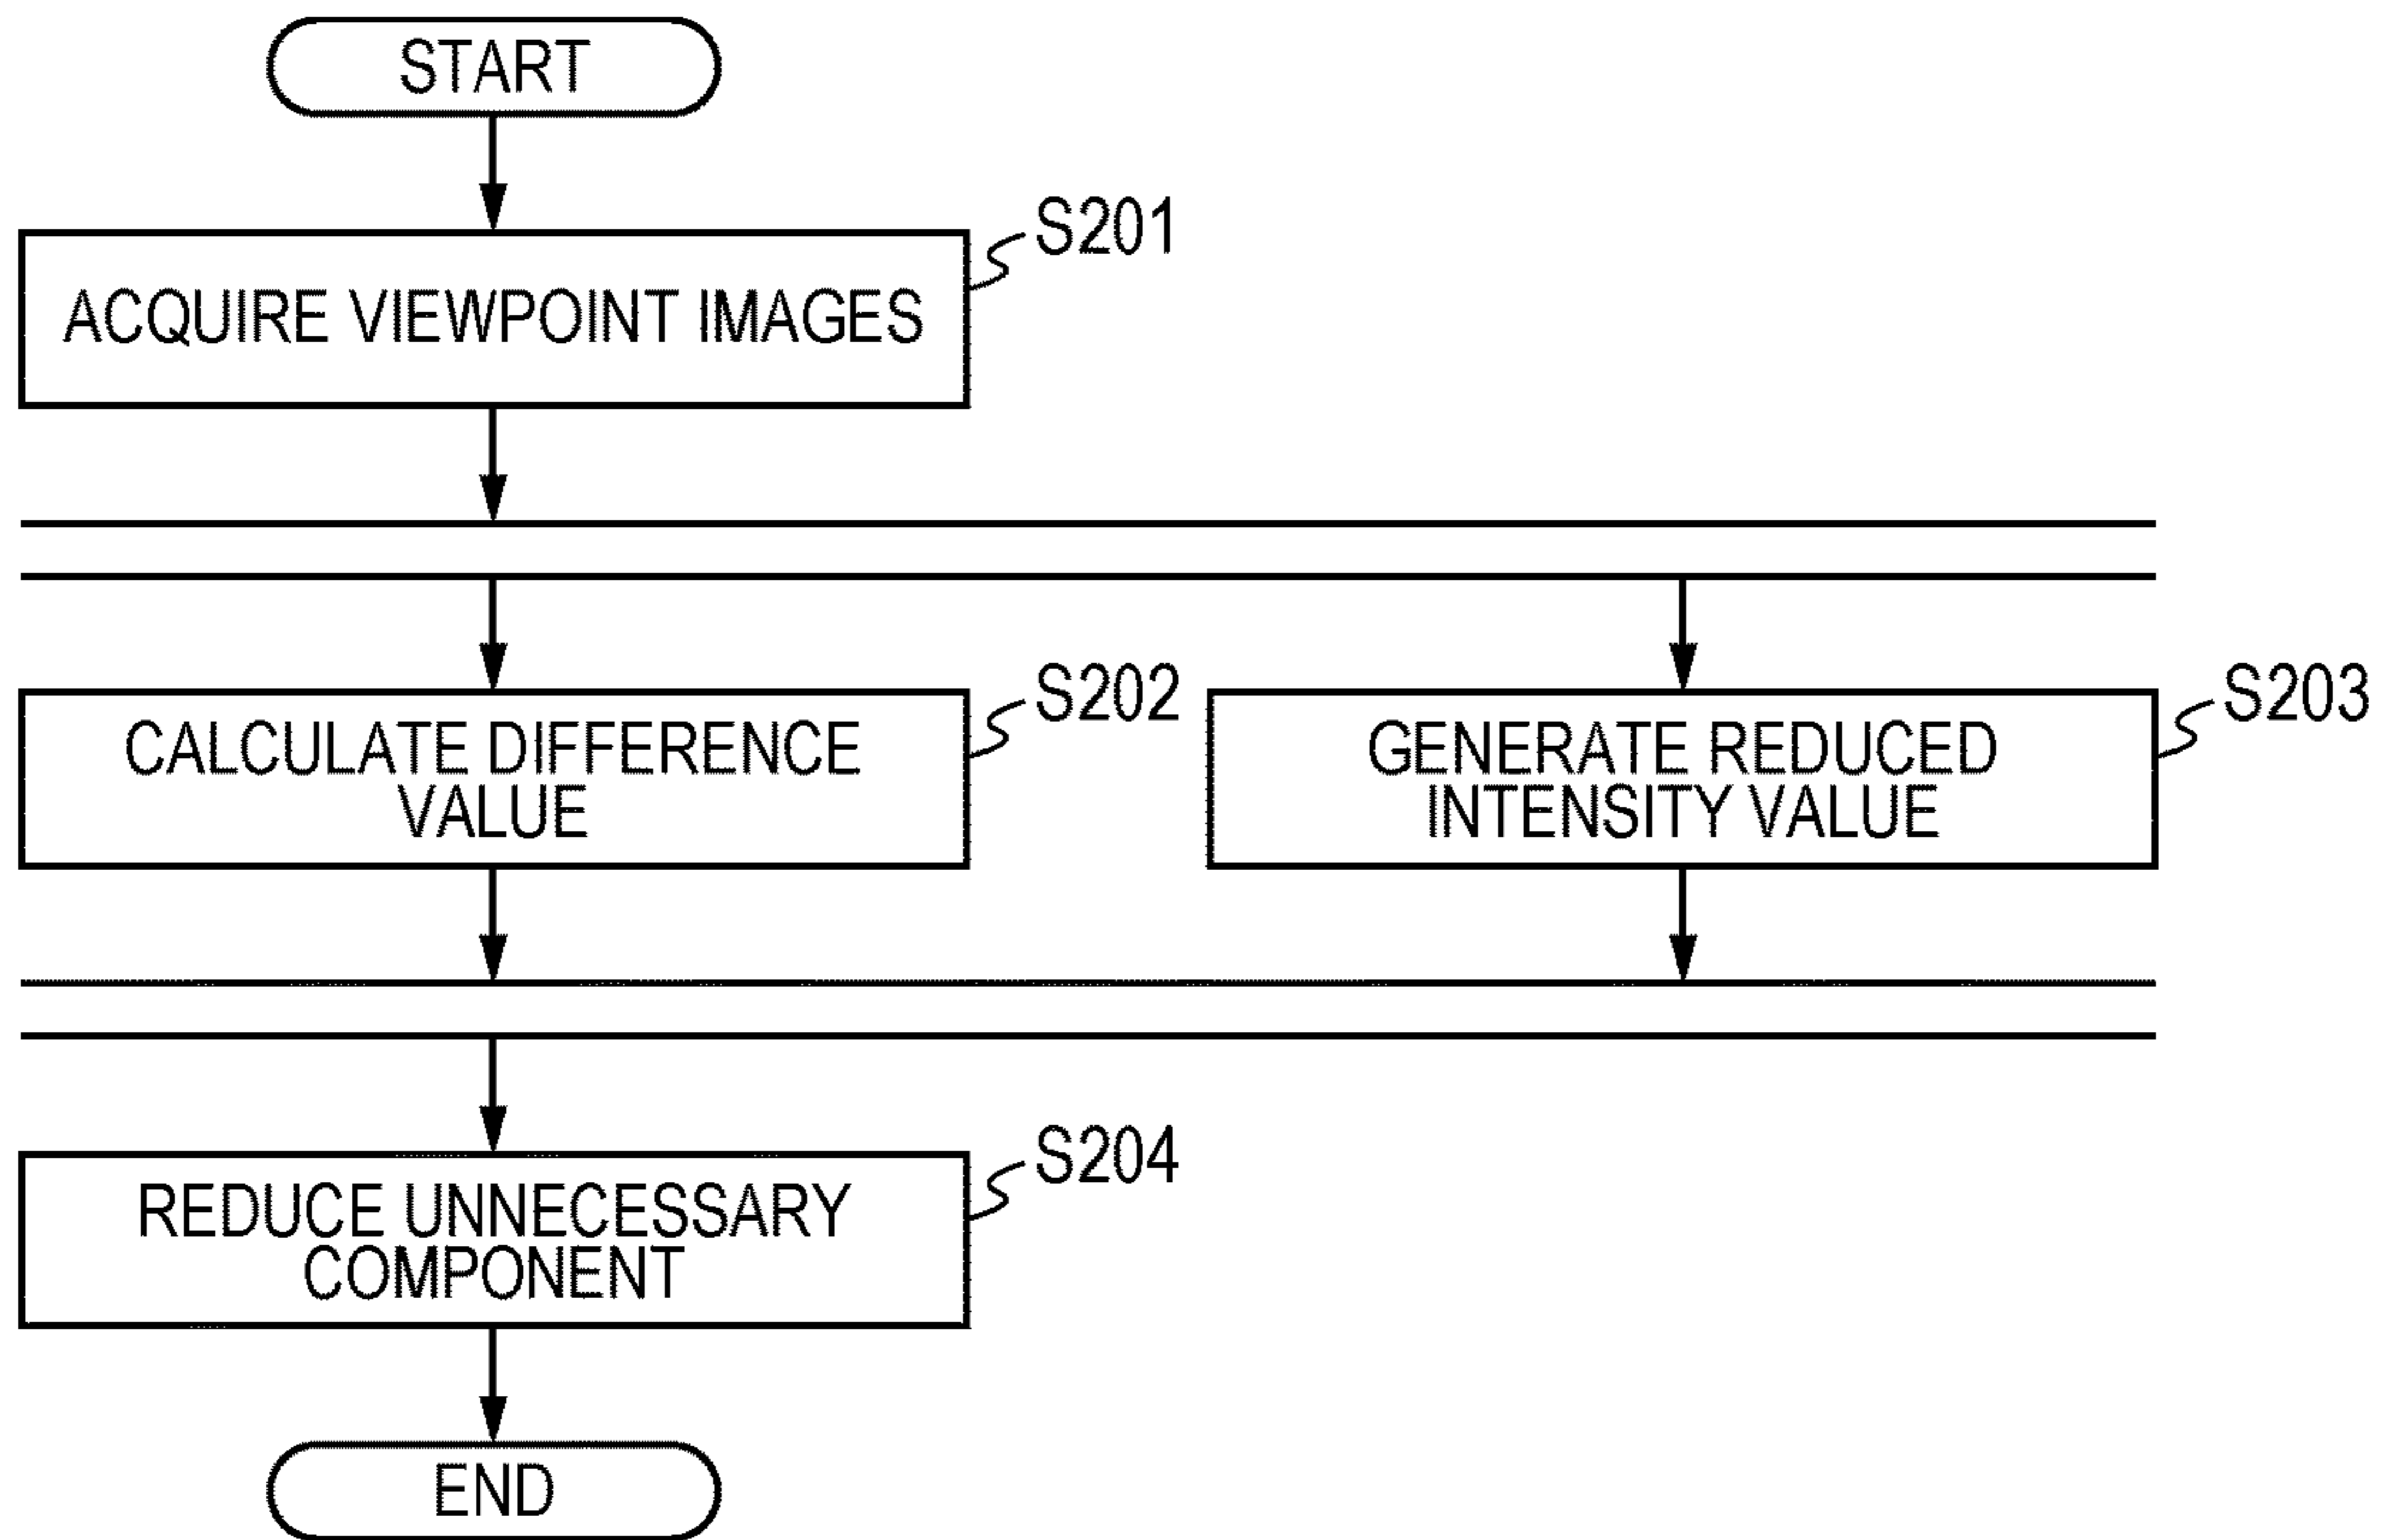 START
S201
ACQUIRE VIEWPOINT IMAGES
S202
CALCULATE DIFFERENCE
VALUE
S203
GENERATE REDUCED
INTENSITY VALUE
S204
REDUCE UNNECESSARY
COMPONENT
END